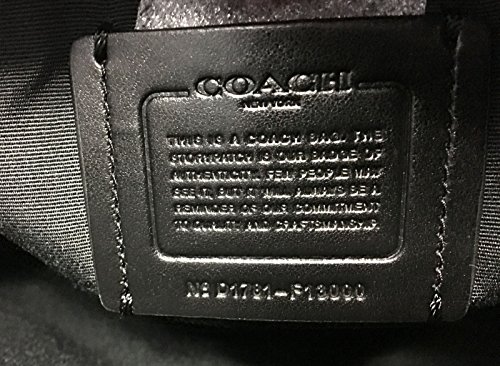 COACH
NEW YORK
THIS IS A COACH BAG. THE
STORYPATCH IS OUR BADGE OF
AUTHENTICITY. FEW PEOPLE MAY
SEE IT, BUT IT WILL ALWAYS BE A
REMINDER OF OUR COMMITMENT
TO QUALITY AND CRAFTSMANSHIP.
Nº D1781-F13000